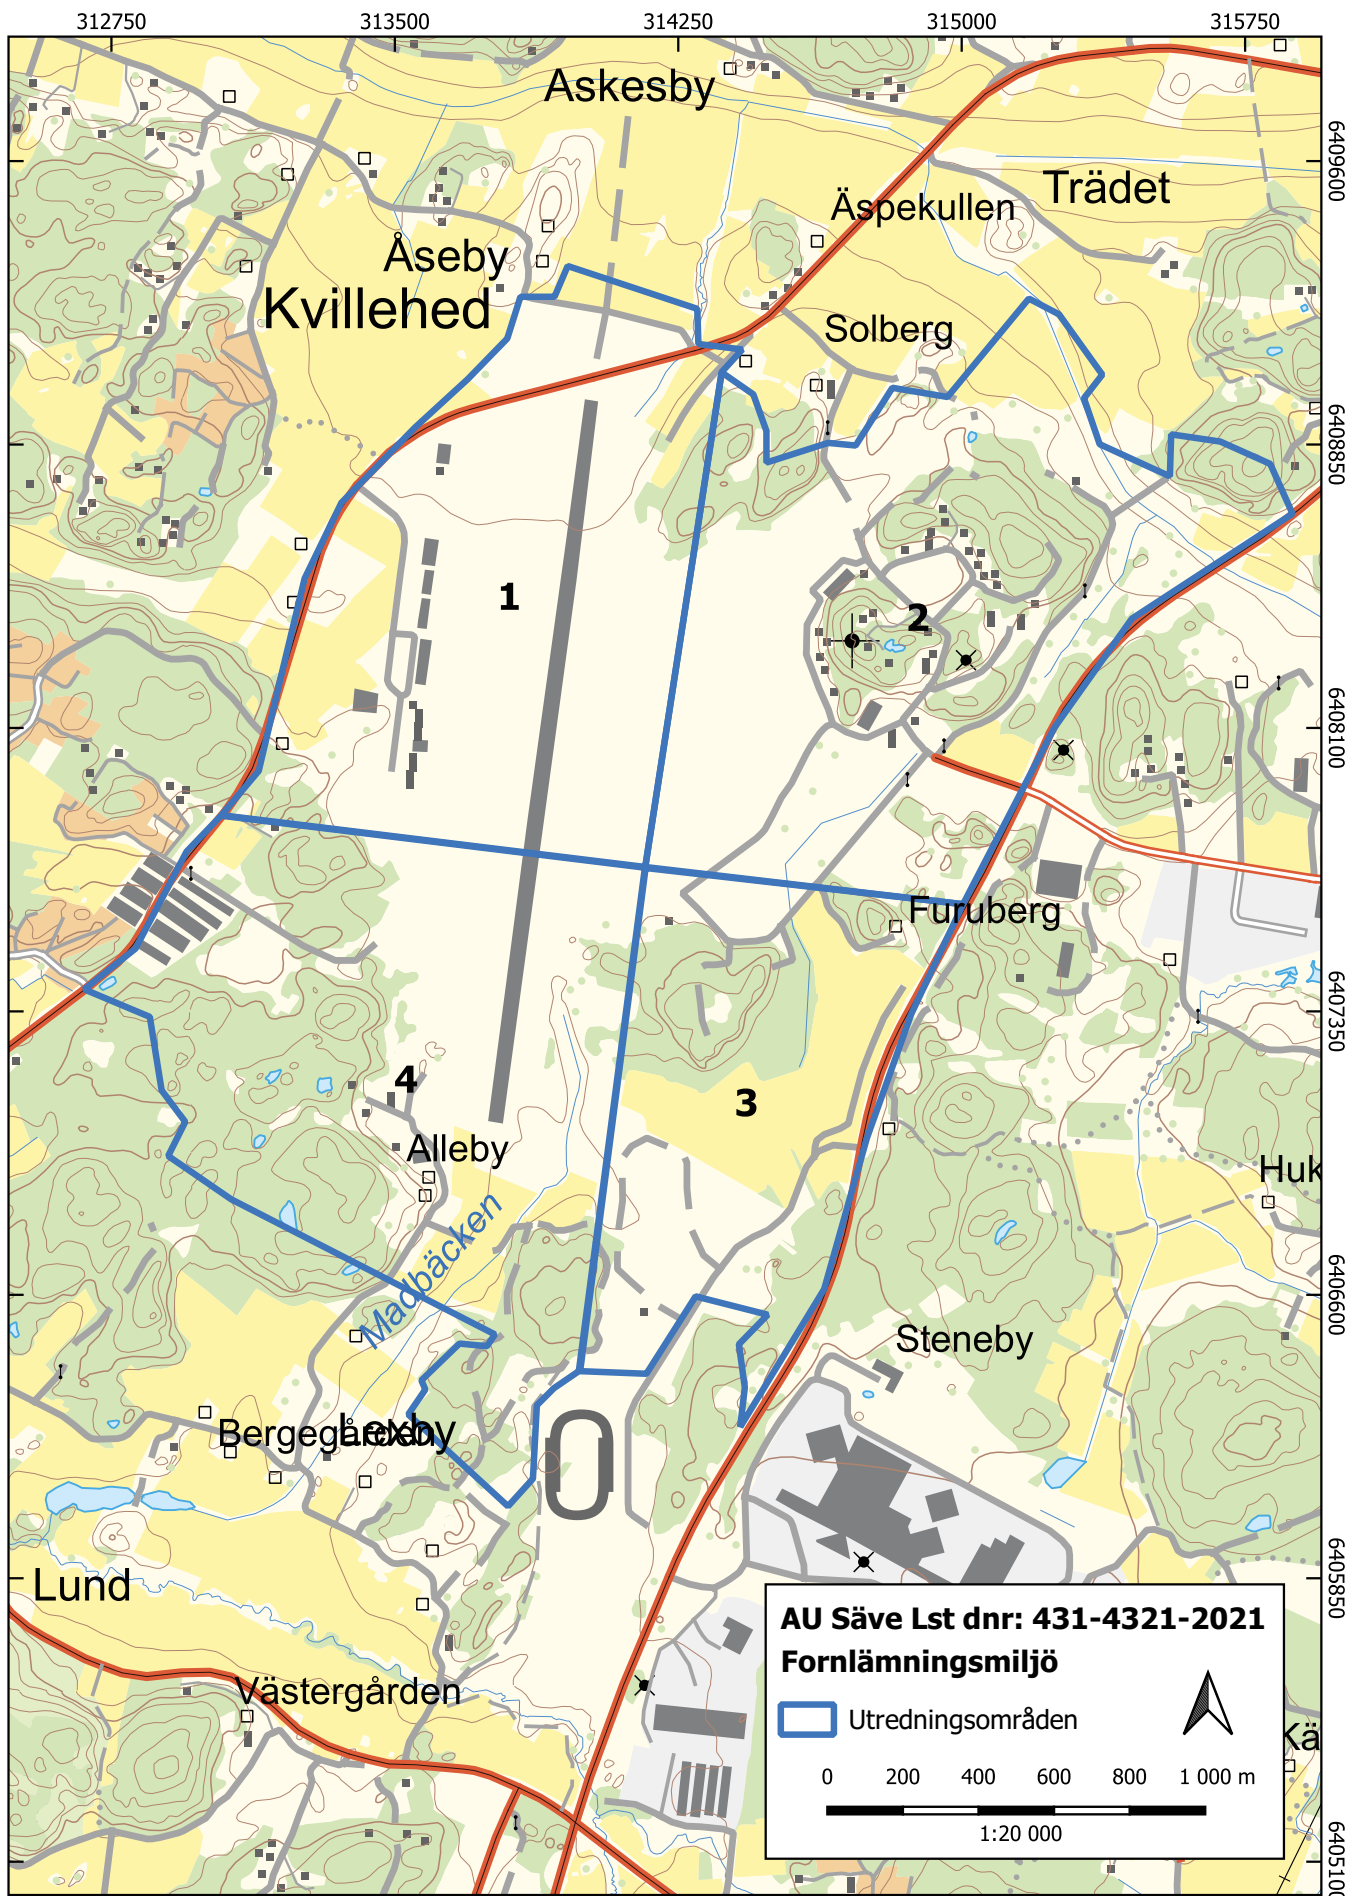 312750 313500 314250 315000 315750
Askesby
6409600
Trädet
Äspekullen
Åseby
Kvillehed
Solberg
6408850
1
2
6408100
Furuberg
6407350
4
3
Alleby
Huk
Madbäcken
6406600
Steneby
Bergegården
Lexby
6405850
Lund
Västergården
AU Säve Lst dnr: 431-4321-2021
Fornlämningsmiljö
Utredningsområden
Kä
0 200 400 600 800 1 000 m
1:20 000
6405100